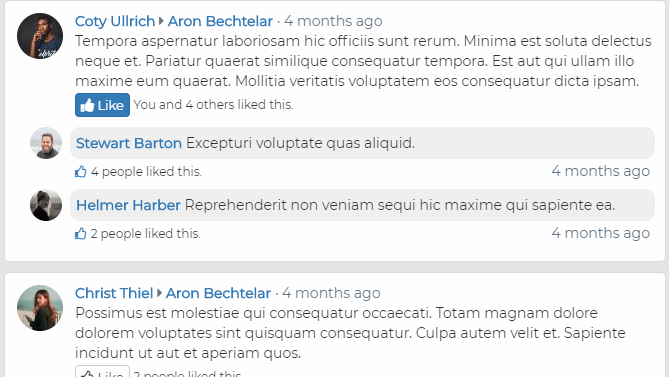 Coty Ullrich Aron Bechtelar · 4 months ago
Tempora aspernatur laboriosam hic officiis sunt rerum. Minima est soluta delectus
neque et. Pariatur quaerat similique consequatur tempora. Est aut qui ullam illo
maxime eum quaerat. Mollitia veritatis voluptatem eos consequatur dicta ipsam.
Like You and 4 others liked this.
Stewart Barton Excepturi voluptate quas aliquid.
4 people liked this. 4 months ago
Helmer Harber Reprehenderit non veniam sequi hic maxime qui sapiente ea.
2 people liked this. 4 months ago
Christ Thiel Aron Bechtelar · 4 months ago
Possimus est molestiae qui consequatur occaecati. Totam magnam dolore
dolorem voluptates sint quisquam consequatur. Culpa autem velit et. Sapiente
incidunt ut aut et aperiam quos.
Like 2 people liked this.